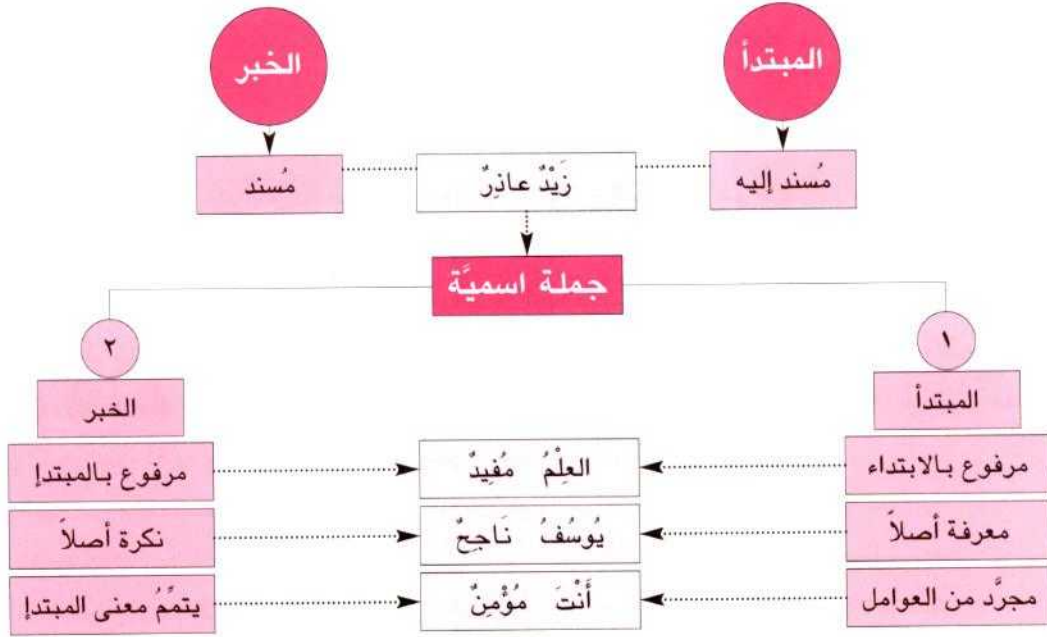 المبتدأ
الخبر
مُسند إليه
زَيْدٌ عاذِرٌ
مُسند
جملة اسميَّة
١
٢
المبتدأ
الخبر
مرفوع بالابتداء
العِلْمُ مُفِيدٌ
مرفوع بالمبتدإ
معرفة أصلاً
يُوسُفُ نَاجِحٌ
نكرة أصلاً
مجرَّد من العوامل
أَنْتَ مُؤْمِنٌ
يتمِّمُ معنى المبتدإ